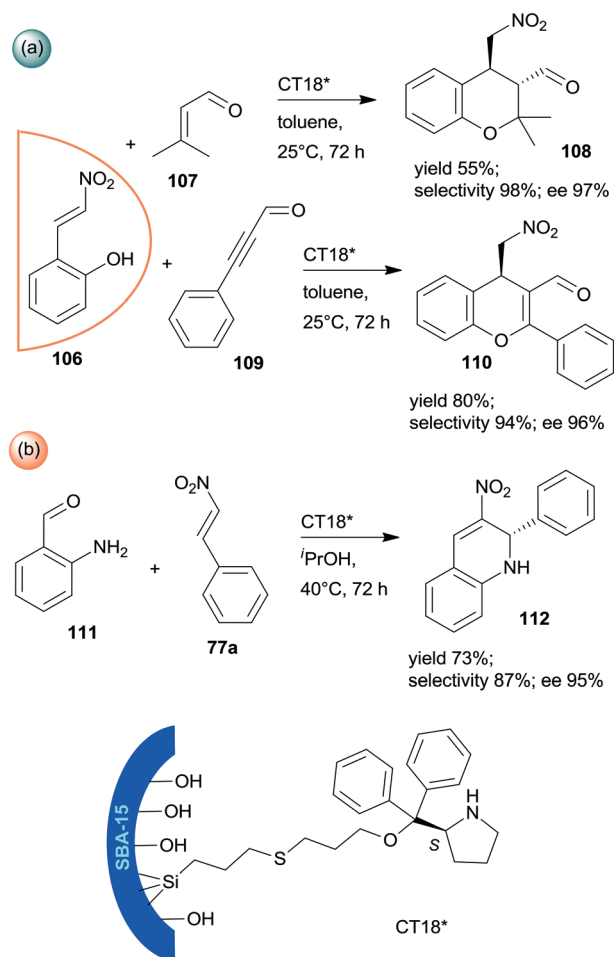 (a)
NO₂
O
+
107
CT18*
toluene,
25°C, 72 h
NO₂
O
O
108
yield 55%;
selectivity 98%; ee 97%
NO₂
OH
106
+
O
109
CT18*
toluene,
25°C, 72 h
NO₂
O
O
110
yield 80%;
selectivity 94%; ee 96%
(b)
O
NH₂
111
+
O₂N
77a
CT18*
ⁱPrOH,
40°C, 72 h
NO₂
NH
112
yield 73%;
selectivity 87%; ee 95%
SBA-15
OH
OH
OH
Si
OH
S
O
H
N
S
CT18*